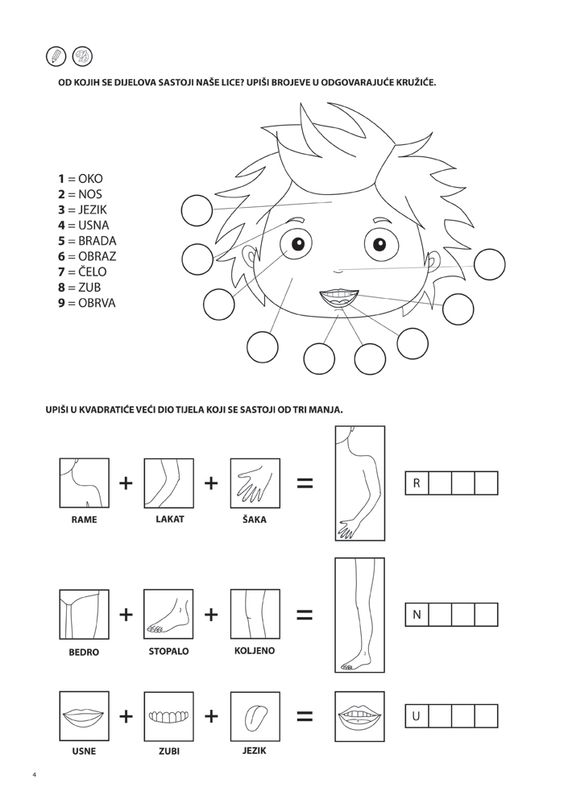 OD KOJIH SE DIJELOVA SASTOJI NAŠE LICE? UPIŠI BROJEVE U ODGOVARAJUĆE KRUŽIĆE.
1 = OKO
2 = NOS
3 = JEZIK
4 = USNA
5 = BRADA
6 = OBRAZ
7 = ČELO
8 = ZUB
9 = OBRVA
UPIŠI U KVADRATIĆE VEĆI DIO TIJELA KOJI SE SASTOJI OD TRI MANJA.
+ + = R
RAME LAKAT ŠAKA
+ + = N
BEDRO STOPALO KOLJENO
+ + = U
USNE ZUBI JEZIK
4